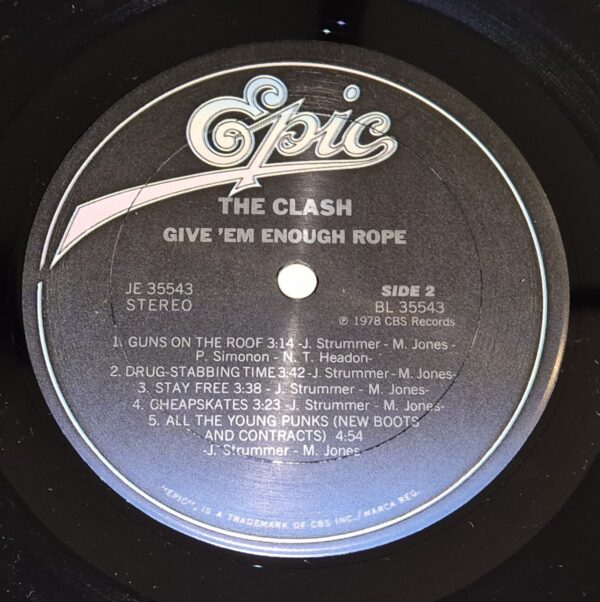 Epic
THE CLASH
GIVE 'EM ENOUGH ROPE
JE 35543
STEREO
SIDE 2
BL 35543
℗ 1978 CBS Records
1. GUNS ON THE ROOF 3:14 -J. Strummer - M. Jones -
P. Simonon - N. T. Headon-
2. DRUG-STABBING TIME 3:42 -J. Strummer - M. Jones-
3. STAY FREE 3:38 - J. Strummer - M. Jones-
4. CHEAPSKATES 3:23 -J. Strummer - M. Jones-
5. ALL THE YOUNG PUNKS (NEW BOOTS
AND CONTRACTS) 4:54
-J. Strummer - M. Jones-
"EPIC", IS A TRADEMARK OF CBS INC./MARCA REG.